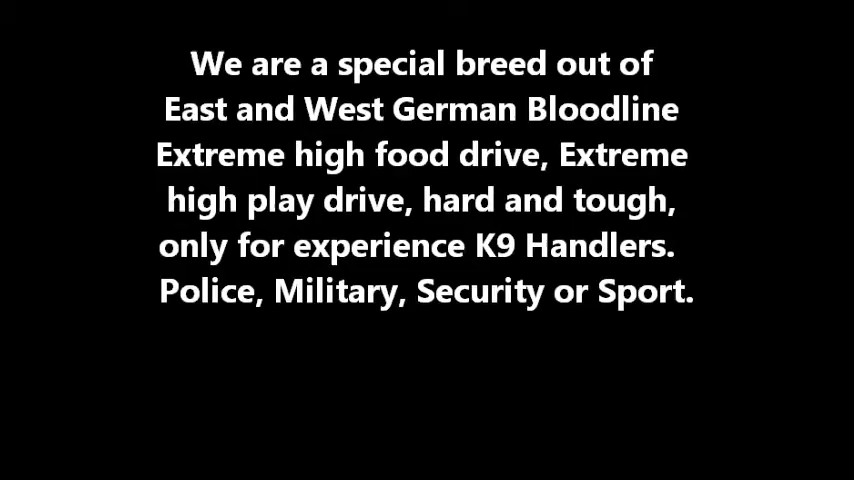 We are a special breed out of
East and West German Bloodline
Extreme high food drive, Extreme
high play drive, hard and tough,
only for experience K9 Handlers.
Police, Military, Security or Sport.